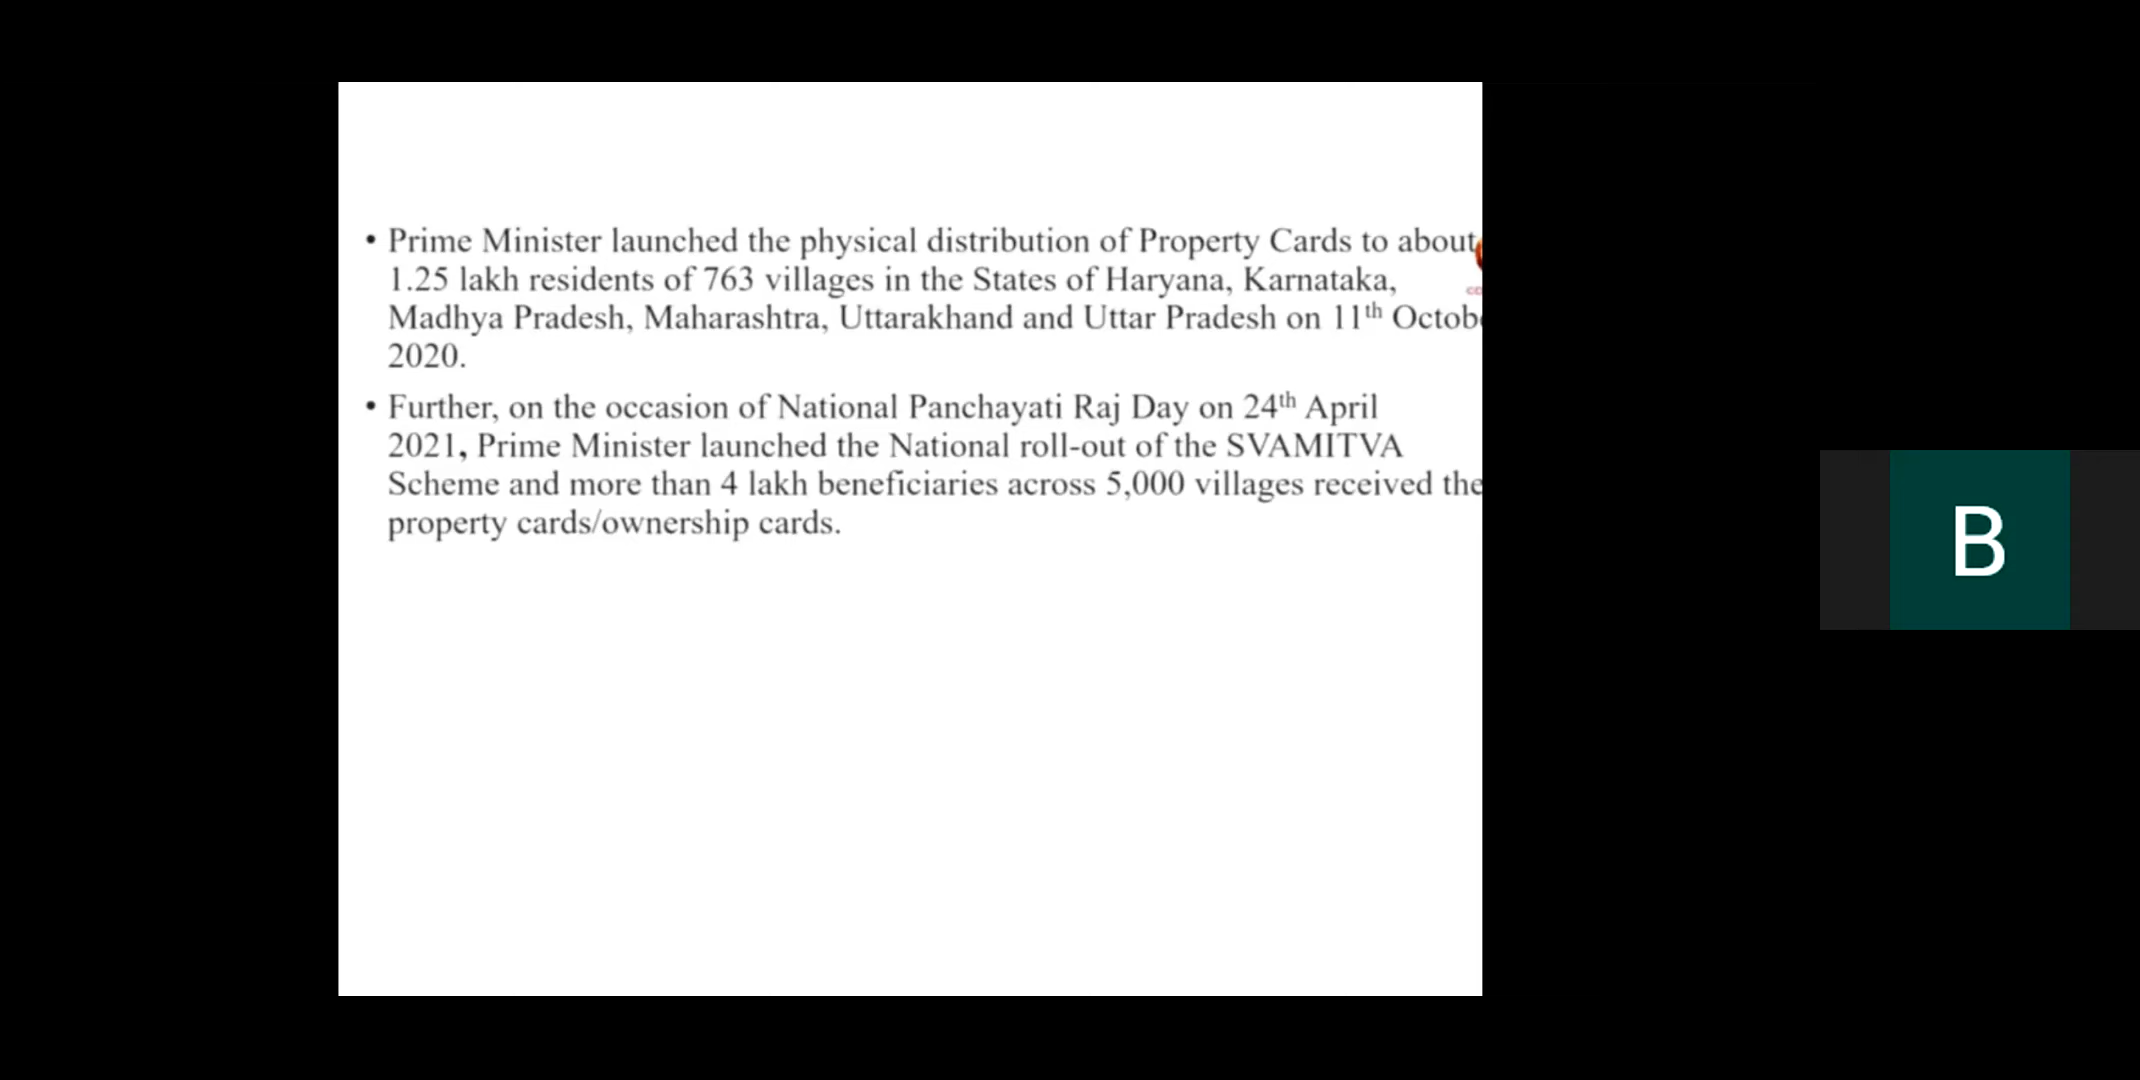 • Prime Minister launched the physical distribution of Property Cards to about
1.25 lakh residents of 763 villages in the States of Haryana, Karnataka,
Madhya Pradesh, Maharashtra, Uttarakhand and Uttar Pradesh on 11th Octob
2020.
• Further, on the occasion of National Panchayati Raj Day on 24th April
2021, Prime Minister launched the National roll-out of the SVAMITVA
Scheme and more than 4 lakh beneficiaries across 5,000 villages received the
property cards/ownership cards.
B